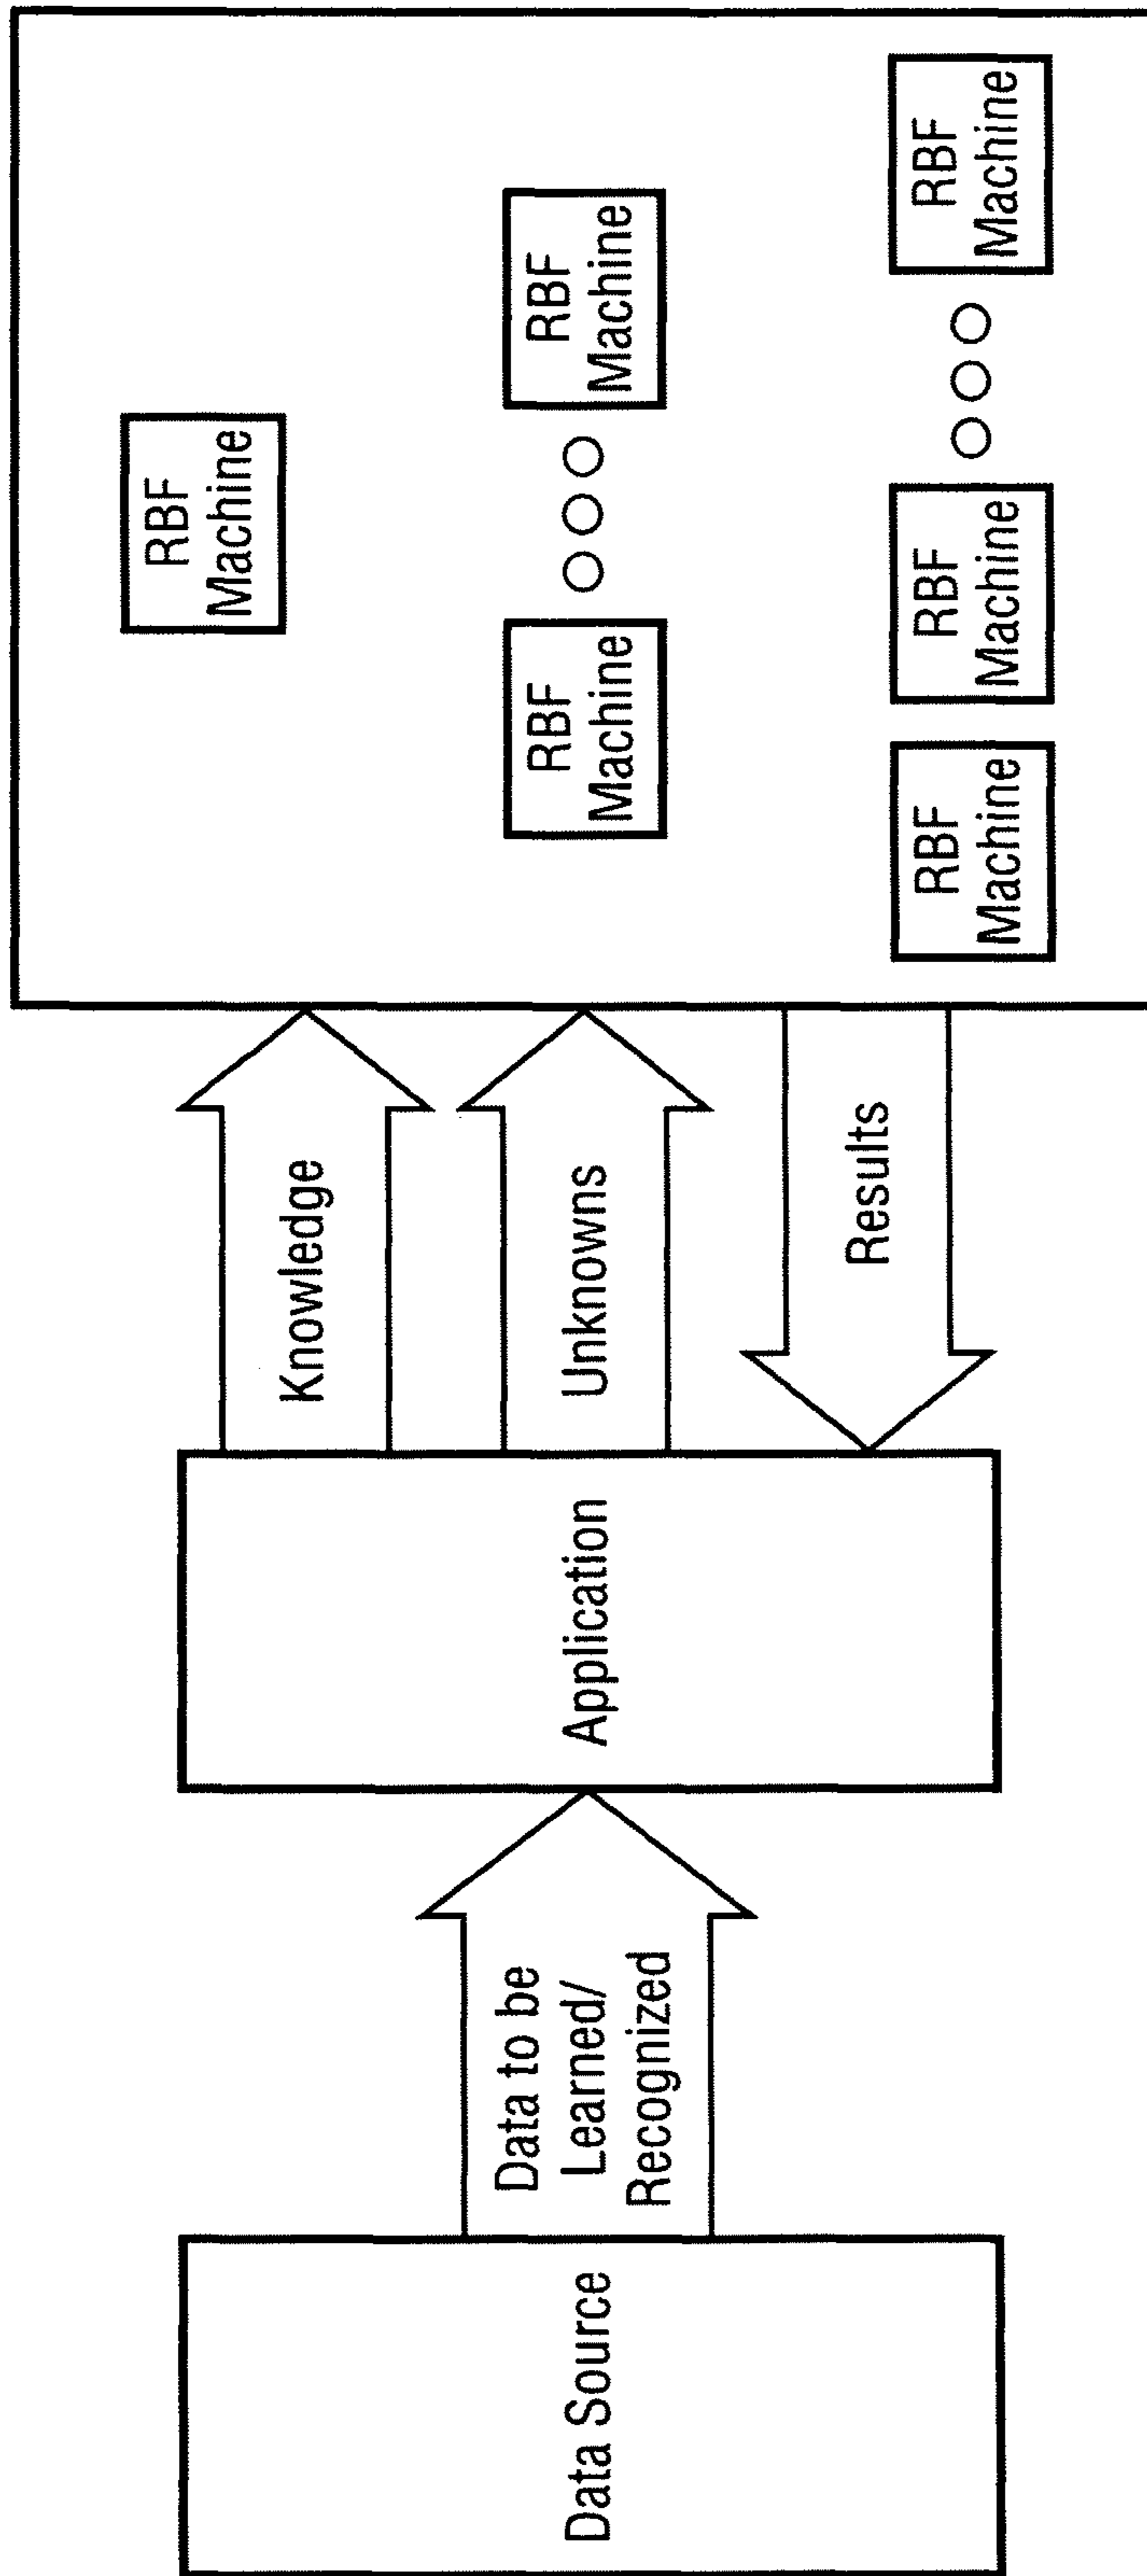 Data Source
Data to be
Learned/
Recognized
Application
Knowledge
Unknowns
Results
RBF
Machine
RBF
Machine
RBF
Machine
RBF
Machine
RBF
Machine
RBF
Machine